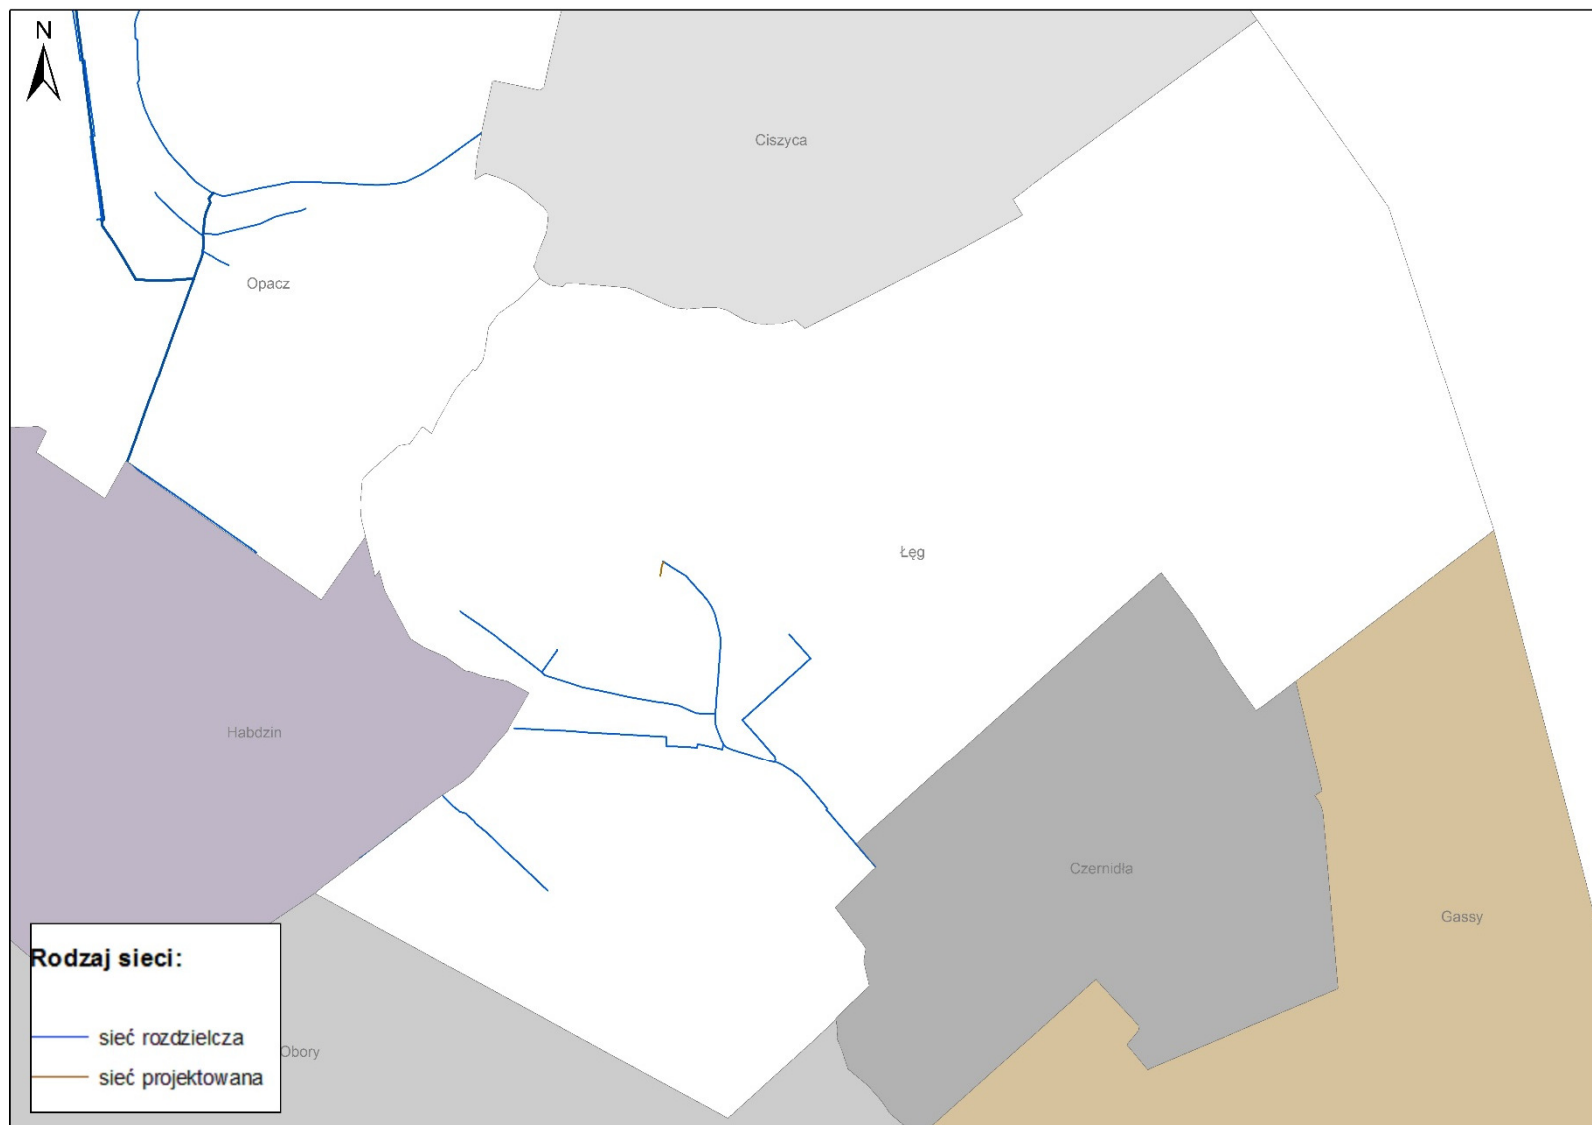 N
Ciszyca
Opacz
Łęg
Habdzin
Czernidła
Gassy
Rodzaj sieci:
sieć rozdzielcza
Obory
sieć projektowana